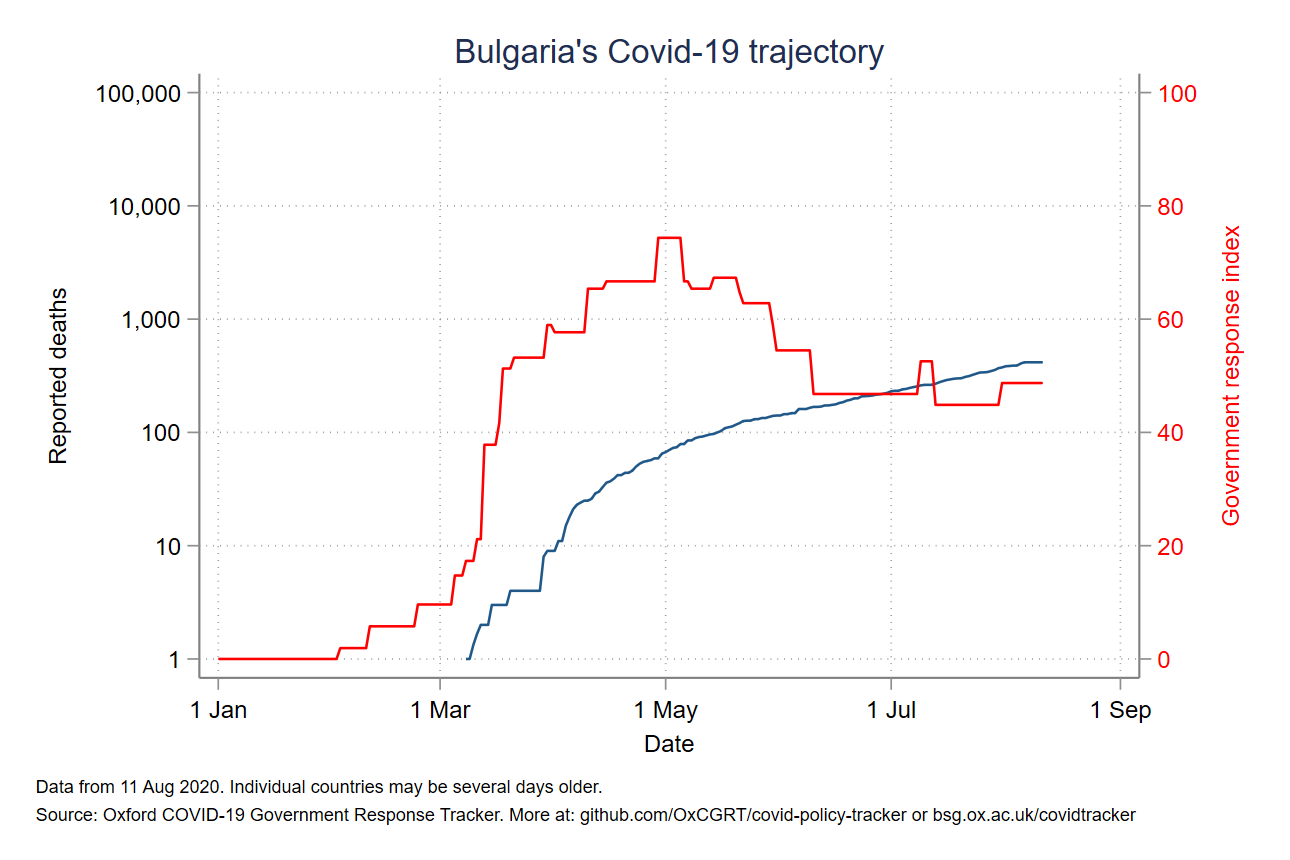 Bulgaria's Covid-19 trajectory
100,000
10,000
1,000
100
10
1
Reported deaths
100
80
60
40
20
0
Government response index
1 Jan
1 Mar
1 May
1 Jul
1 Sep
Date
Data from 11 Aug 2020. Individual countries may be several days older.
Source: Oxford COVID-19 Government Response Tracker. More at: github.com/OxCGRT/covid-policy-tracker or bsg.ox.ac.uk/covidtracker